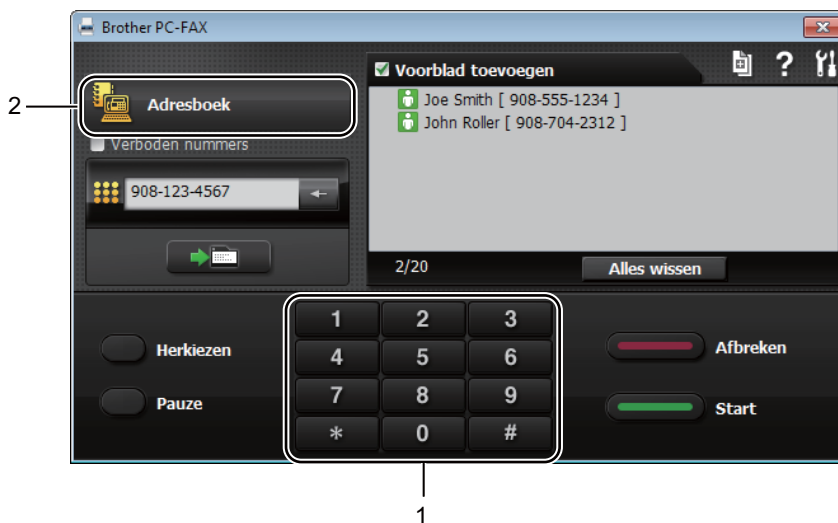 Brother PC-FAX
2
Adresboek
Verboden nummers
908-123-4567
Voorblad toevoegen
?
Joe Smith [ 908-555-1234 ]
John Roller [ 908-704-2312 ]
2/20
Alles wissen
Herkiezen
Pauze
1 2 3
4 5 6
7 8 9
* 0 #
Afbreken
Start
1